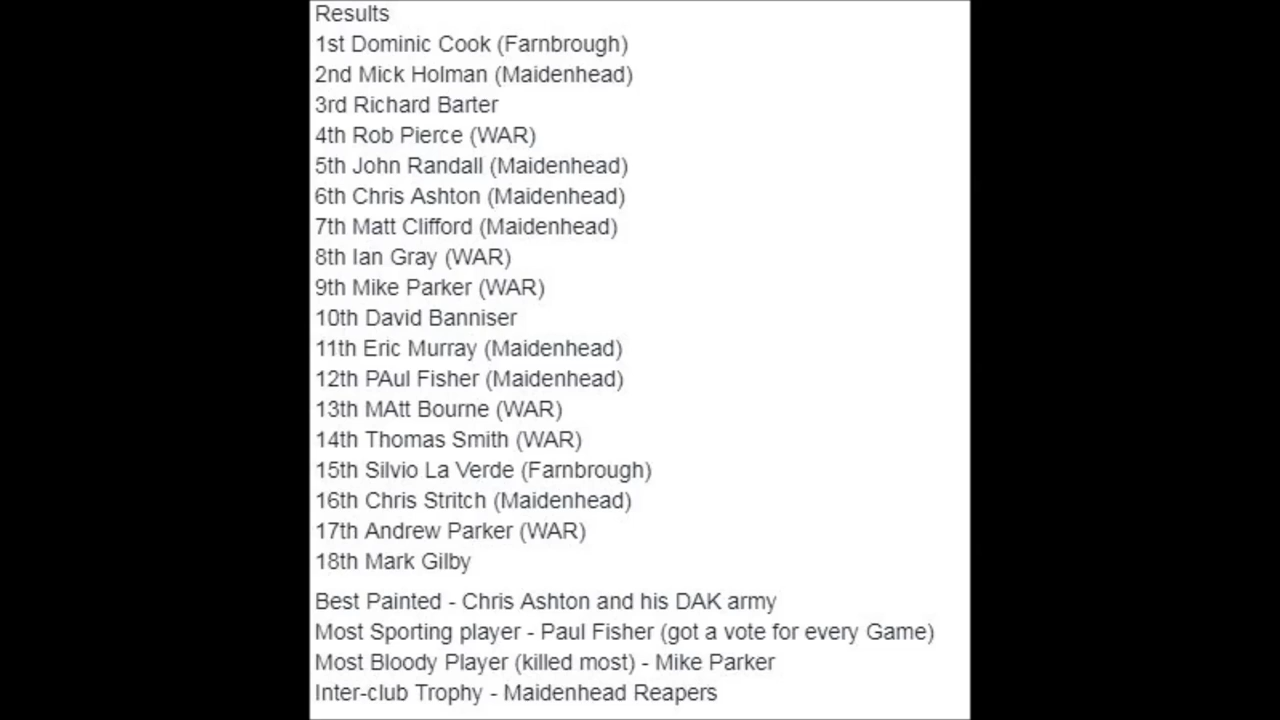 Results
1st Dominic Cook (Farnbrough)
2nd Mick Holman (Maidenhead)
3rd Richard Barter
4th Rob Pierce (WAR)
5th John Randall (Maidenhead)
6th Chris Ashton (Maidenhead)
7th Matt Clifford (Maidenhead)
8th Ian Gray (WAR)
9th Mike Parker (WAR)
10th David Banniser
11th Eric Murray (Maidenhead)
12th PAul Fisher (Maidenhead)
13th MAtt Bourne (WAR)
14th Thomas Smith (WAR)
15th Silvio La Verde (Farnbrough)
16th Chris Stritch (Maidenhead)
17th Andrew Parker (WAR)
18th Mark Gilby
Best Painted - Chris Ashton and his DAK army
Most Sporting player - Paul Fisher (got a vote for every Game)
Most Bloody Player (killed most) - Mike Parker
Inter-club Trophy - Maidenhead Reapers